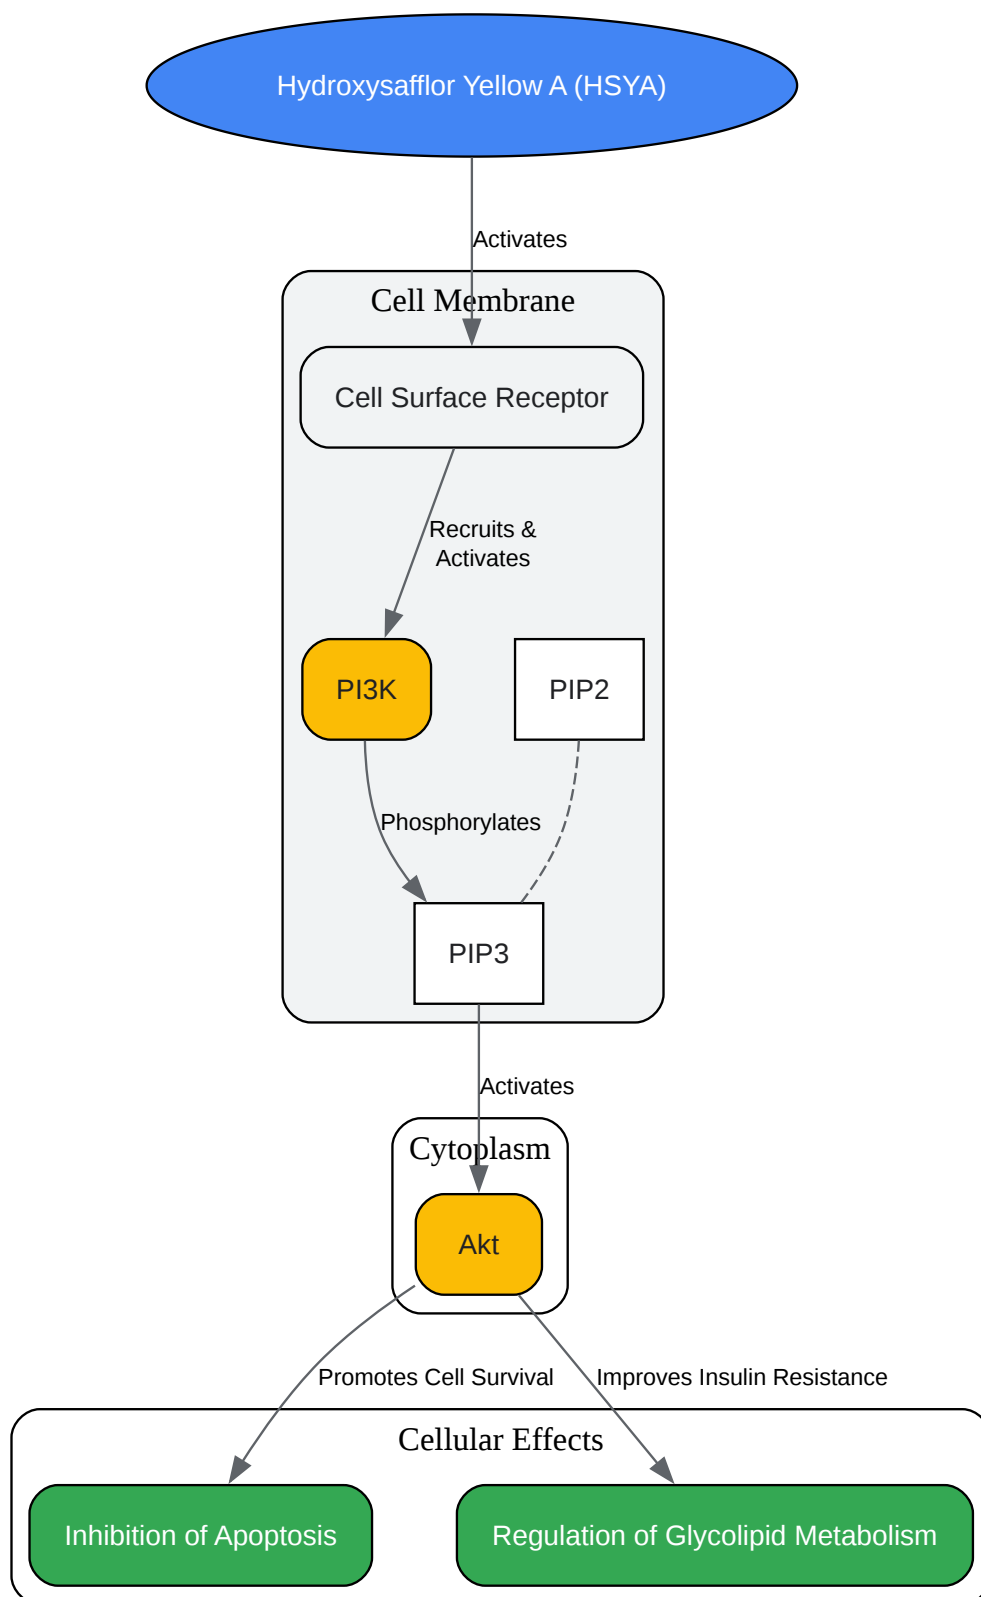 Hydroxysafflor Yellow A (HSYA)
Activates
Cell Membrane
Cell Surface Receptor
Recruits &
Activates
PI3K
PIP2
Phosphorylates
PIP3
Activates
Cytoplasm
Akt
Promotes Cell Survival
Improves Insulin Resistance
Cellular Effects
Inhibition of Apoptosis
Regulation of Glycolipid Metabolism